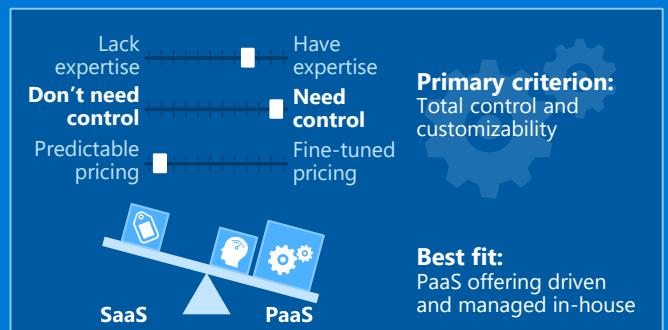 Lack
expertise
Have
expertise
Don't need
control
Need
control
Predictable
pricing
Fine-tuned
pricing
Primary criterion:
Total control and
customizability
SaaS
PaaS
Best fit:
PaaS offering driven
and managed in-house